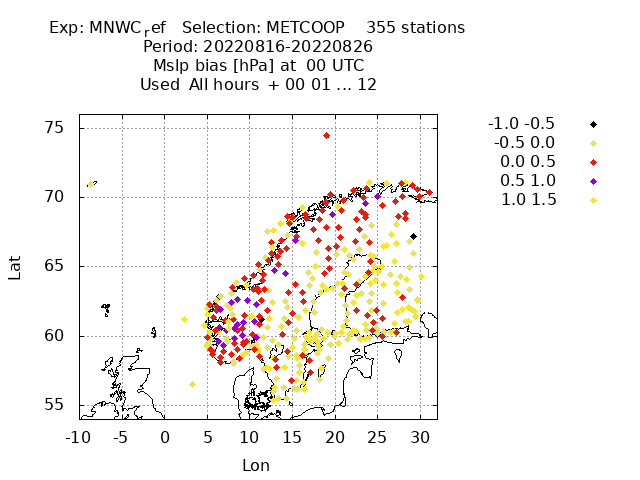 Exp: MNWCref Selection: METCOOP 355 stations
Period: 20220816-20220826
Mslp bias [hPa] at 00 UTC
Used All hours + 00 01 ... 12
-1.0 -0.5
-0.5 0.0
0.0 0.5
0.5 1.0
1.0 1.5
75
70
65
60
55
Lat
-10 -5 0 5 10 15 20 25 30
Lon